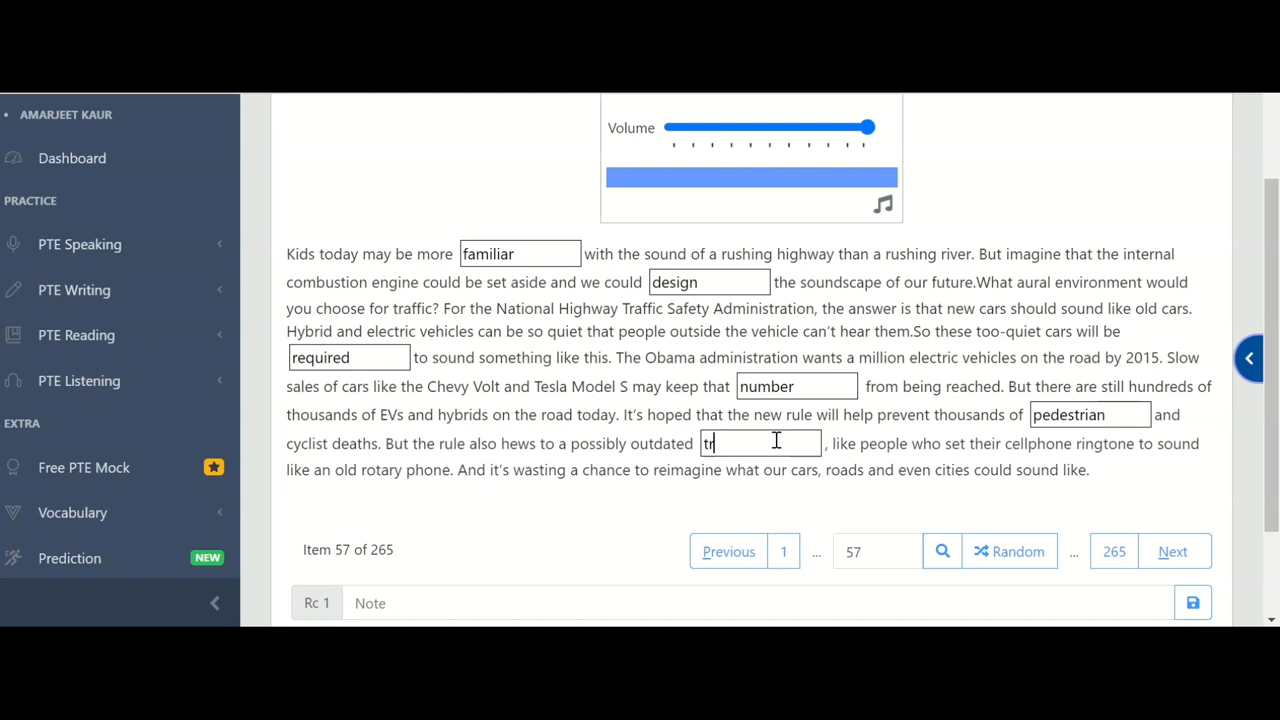 AMARJEET KAUR
Dashboard
PRACTICE
PTE Speaking
PTE Writing
PTE Reading
PTE Listening
EXTRA
Free PTE Mock
Vocabulary
Prediction NEW
Volume
Kids today may be more familiar with the sound of a rushing highway than a rushing river. But imagine that the internal
combustion engine could be set aside and we could design the soundscape of our future.What aural environment would
you choose for traffic? For the National Highway Traffic Safety Administration, the answer is that new cars should sound like old cars.
Hybrid and electric vehicles can be so quiet that people outside the vehicle can't hear them.So these too-quiet cars will be
required to sound something like this. The Obama administration wants a million electric vehicles on the road by 2015. Slow
sales of cars like the Chevy Volt and Tesla Model S may keep that number from being reached. But there are still hundreds of
thousands of EVs and hybrids on the road today. It's hoped that the new rule will help prevent thousands of pedestrian and
cyclist deaths. But the rule also hews to a possibly outdated tr , like people who set their cellphone ringtone to sound
like an old rotary phone. And it's wasting a chance to reimagine what our cars, roads and even cities could sound like.
Item 57 of 265
Previous 1 ... 57 Random ... 265 Next
Rc 1 Note